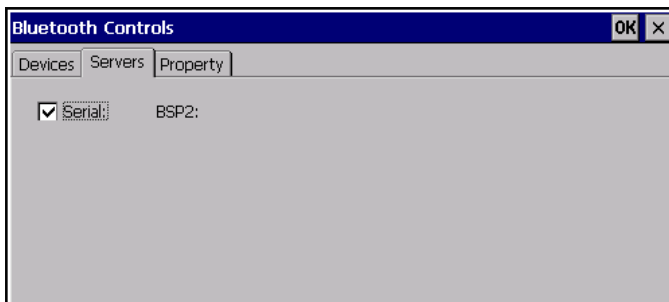 Bluetooth Controls OK ×
Devices Servers Property
Serial: BSP2: